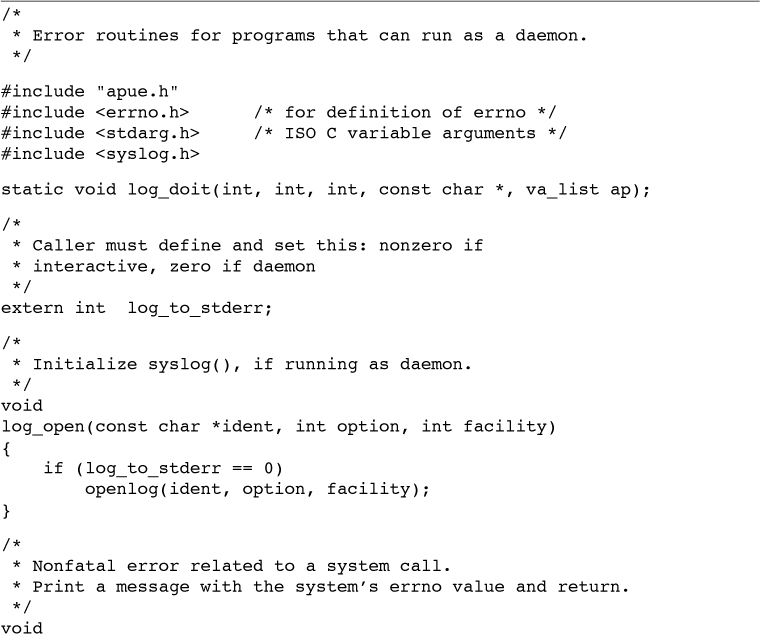 /*
 * Error routines for programs that can run as a daemon.
 */
#include "apue.h"
#include <errno.h>      /* for definition of errno */
#include <stdarg.h>     /* ISO C variable arguments */
#include <syslog.h>
static void log_doit(int, int, int, const char *, va_list ap);
/*
 * Caller must define and set this: nonzero if
 * interactive, zero if daemon
 */
extern int  log_to_stderr;
/*
 * Initialize syslog(), if running as daemon.
 */
void
log_open(const char *ident, int option, int facility)
{
    if (log_to_stderr == 0)
        openlog(ident, option, facility);
}
/*
 * Nonfatal error related to a system call.
 * Print a message with the system’s errno value and return.
 */
void